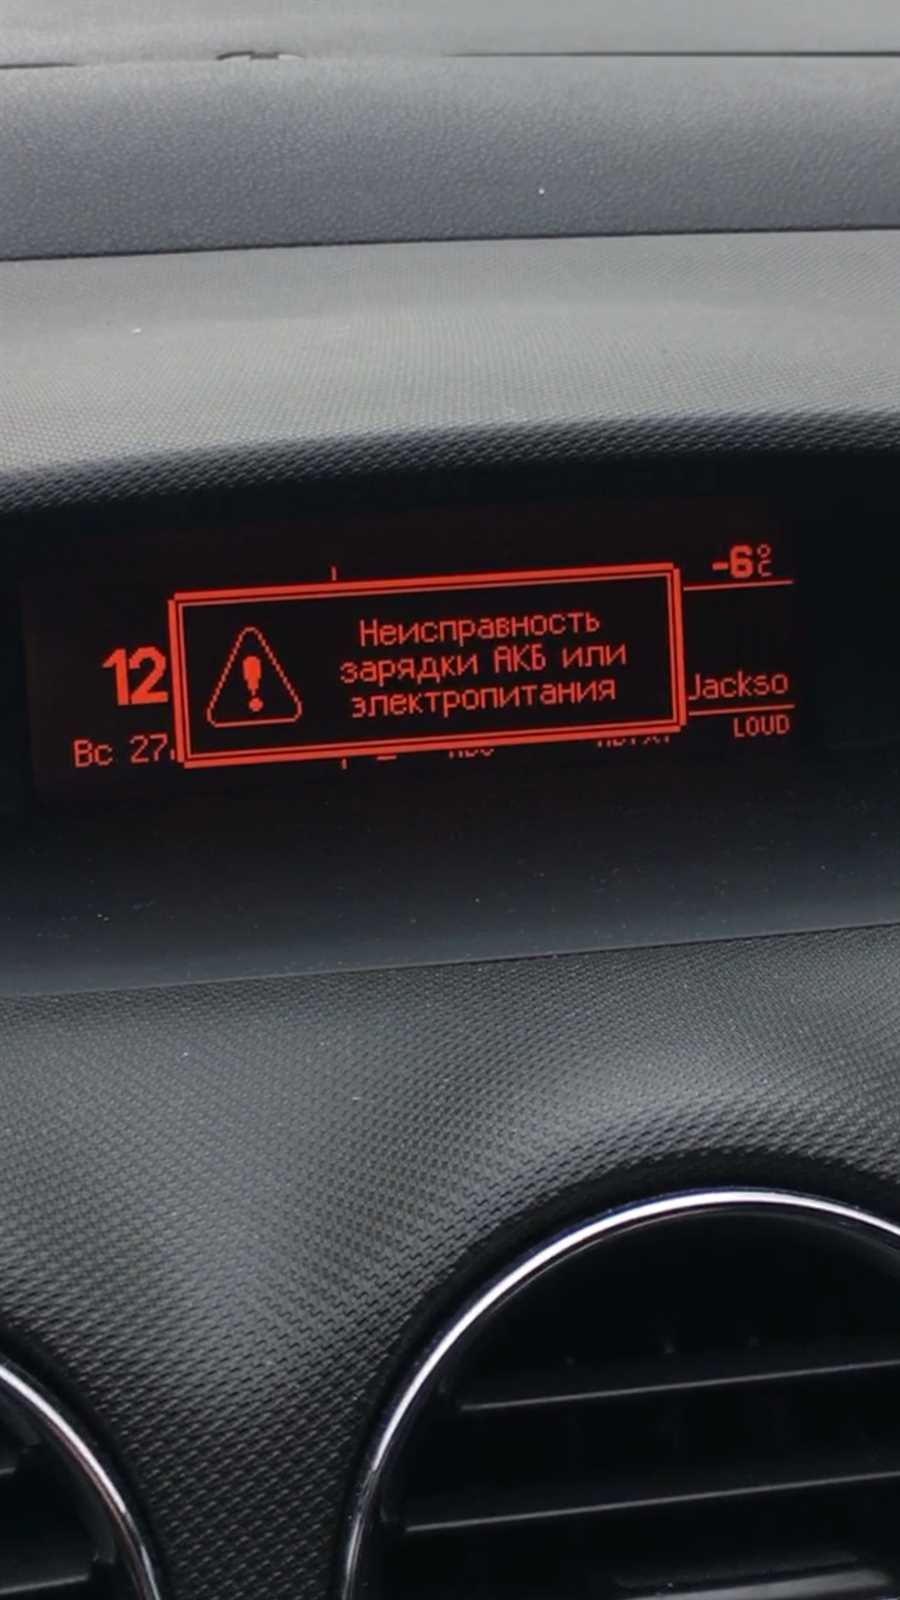 -6°C
Неисправность
зарядки АКБ или
электропитания
12
Jackso
Вс 27
LOUD